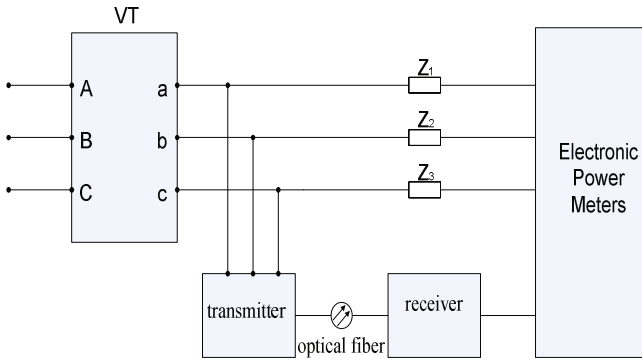 VT
A a Z₁
B b Z₂
C c Z₃
Electronic
Power
Meters
transmitter
optical fiber
receiver